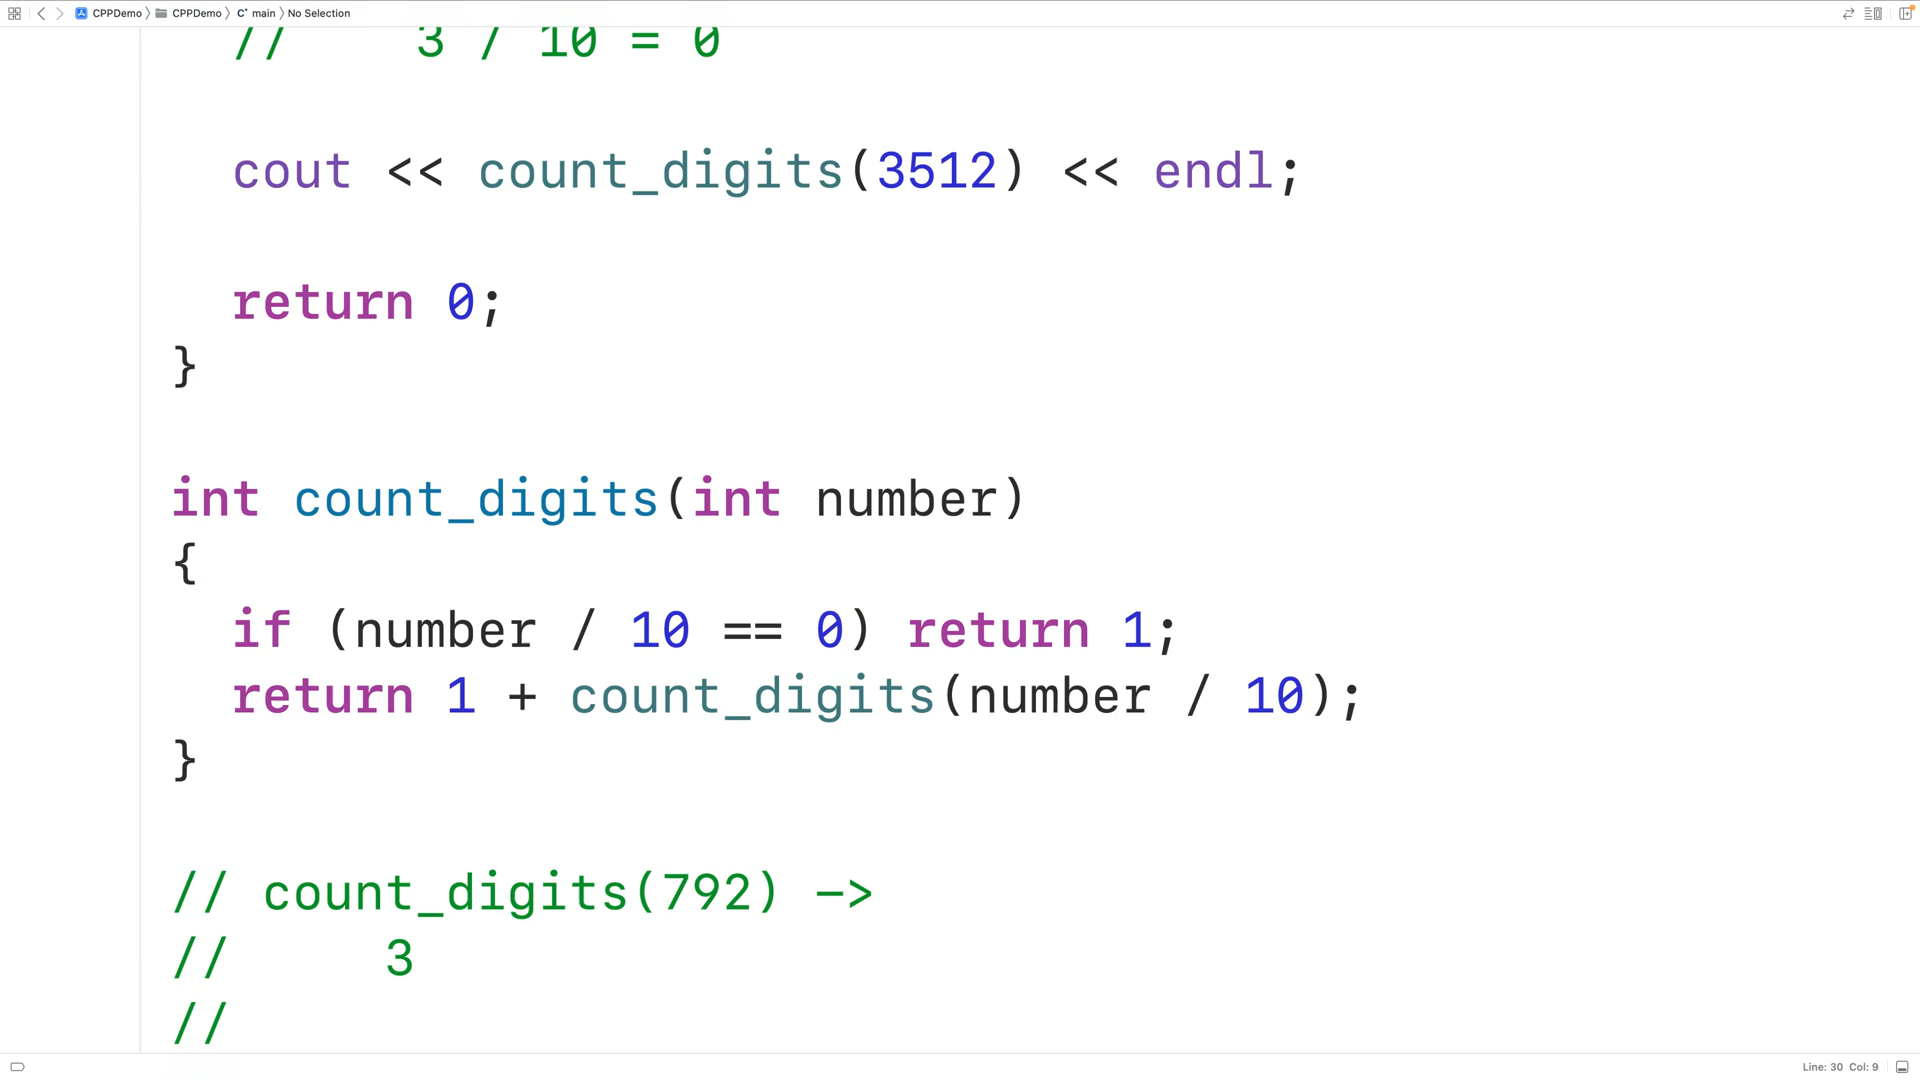 CPPDemo 〉 CPPDemo 〉 C⁺ main 〉 No Selection
//    3 / 10 = 0
cout << count_digits(3512) << endl;
return 0;
}
int count_digits(int number)
{
if (number / 10 == 0) return 1;
return 1 + count_digits(number / 10);
}
// count_digits(792) ->
//     3
//
Line: 30  Col: 9